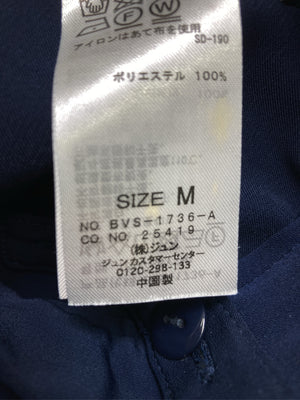 アイロンはあて布を使用
SD-190
ポリエステル 100%
SIZE M
NO. BVS-1736-A
CO. NO. 25419
(株)ジュン
ジュンカスタマーセンター
0120-298-133
中国製